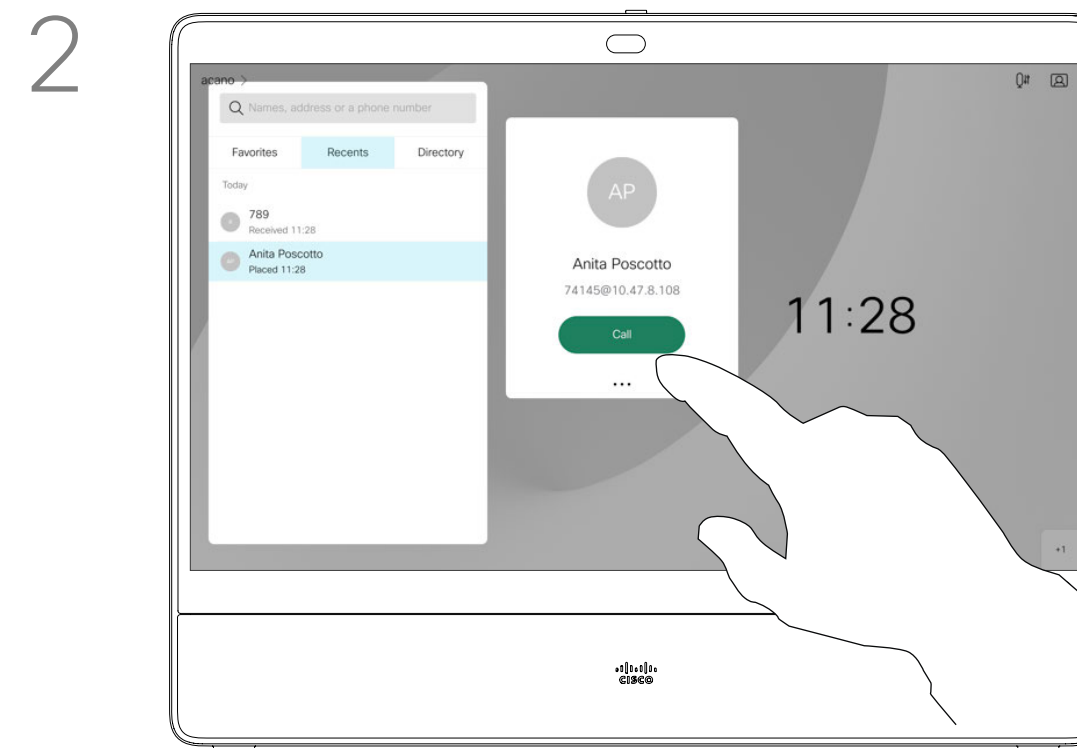 2
acano >
Names, address or a phone number
Favorites Recents Directory
Today
789
Received 11:28
AP Anita Poscotto
Placed 11:28
AP
Anita Poscotto
74145@10.47.8.108
Call
...
11:28
+1
CISCO